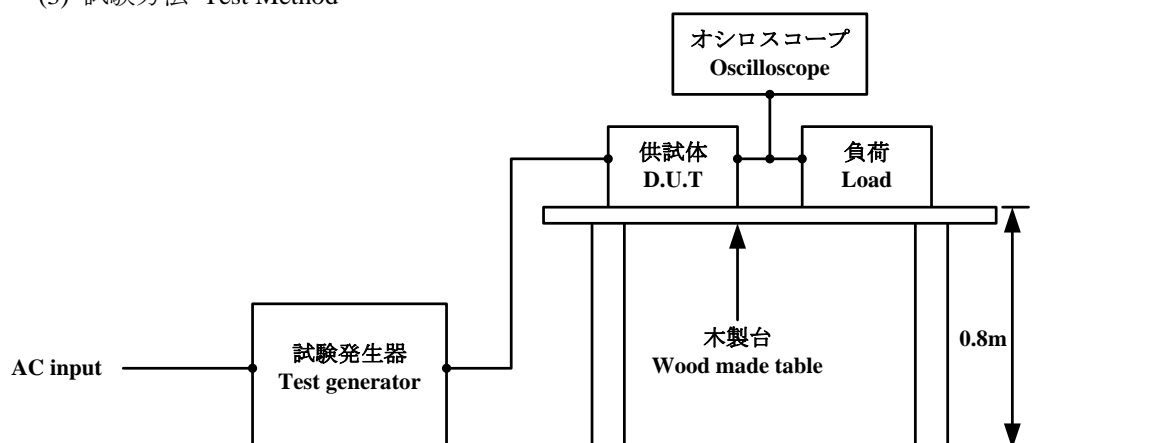 (3) 試験方法 Test Method
オシロスコープ
Oscilloscope
供試体
D.U.T
負荷
Load
木製台
Wood made table
0.8m
試験発生器
Test generator
AC input